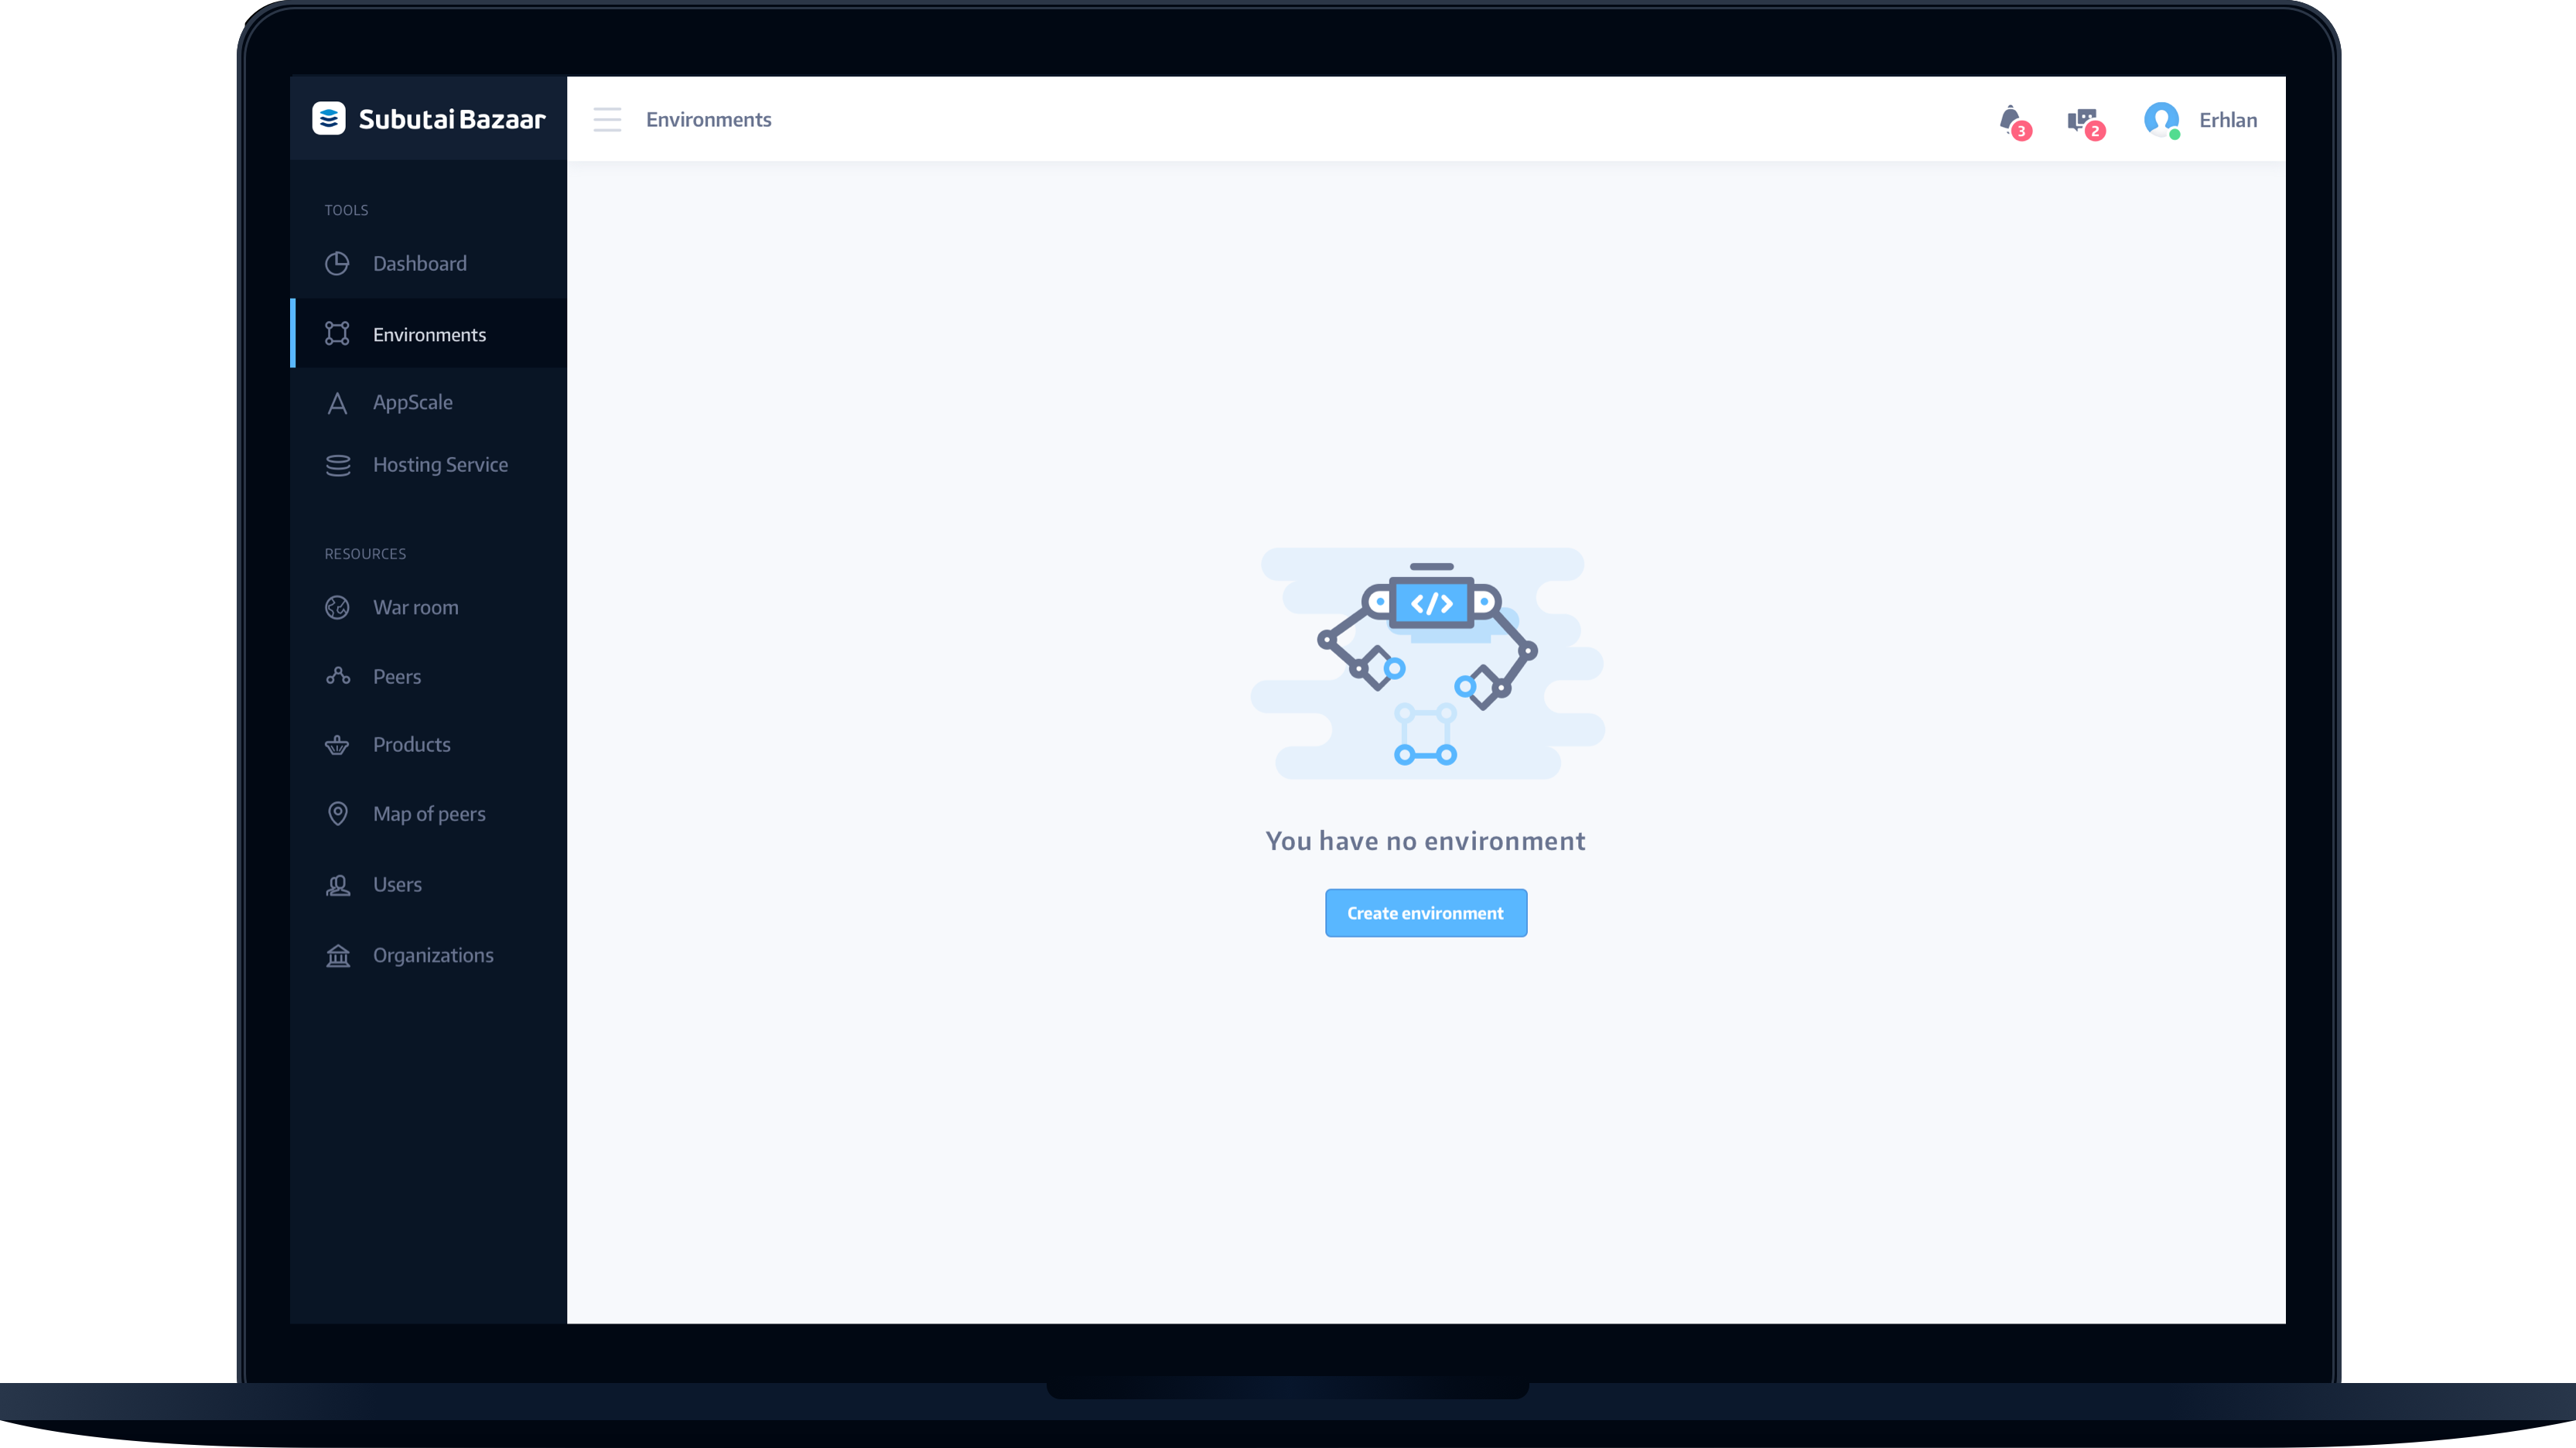 Subutai Bazaar
Environments
3
2
Erhlan
TOOLS
Dashboard
Environments
AppScale
Hosting Service
RESOURCES
War room
Peers
Products
Map of peers
Users
Organizations
</>
You have no environment
Create environment